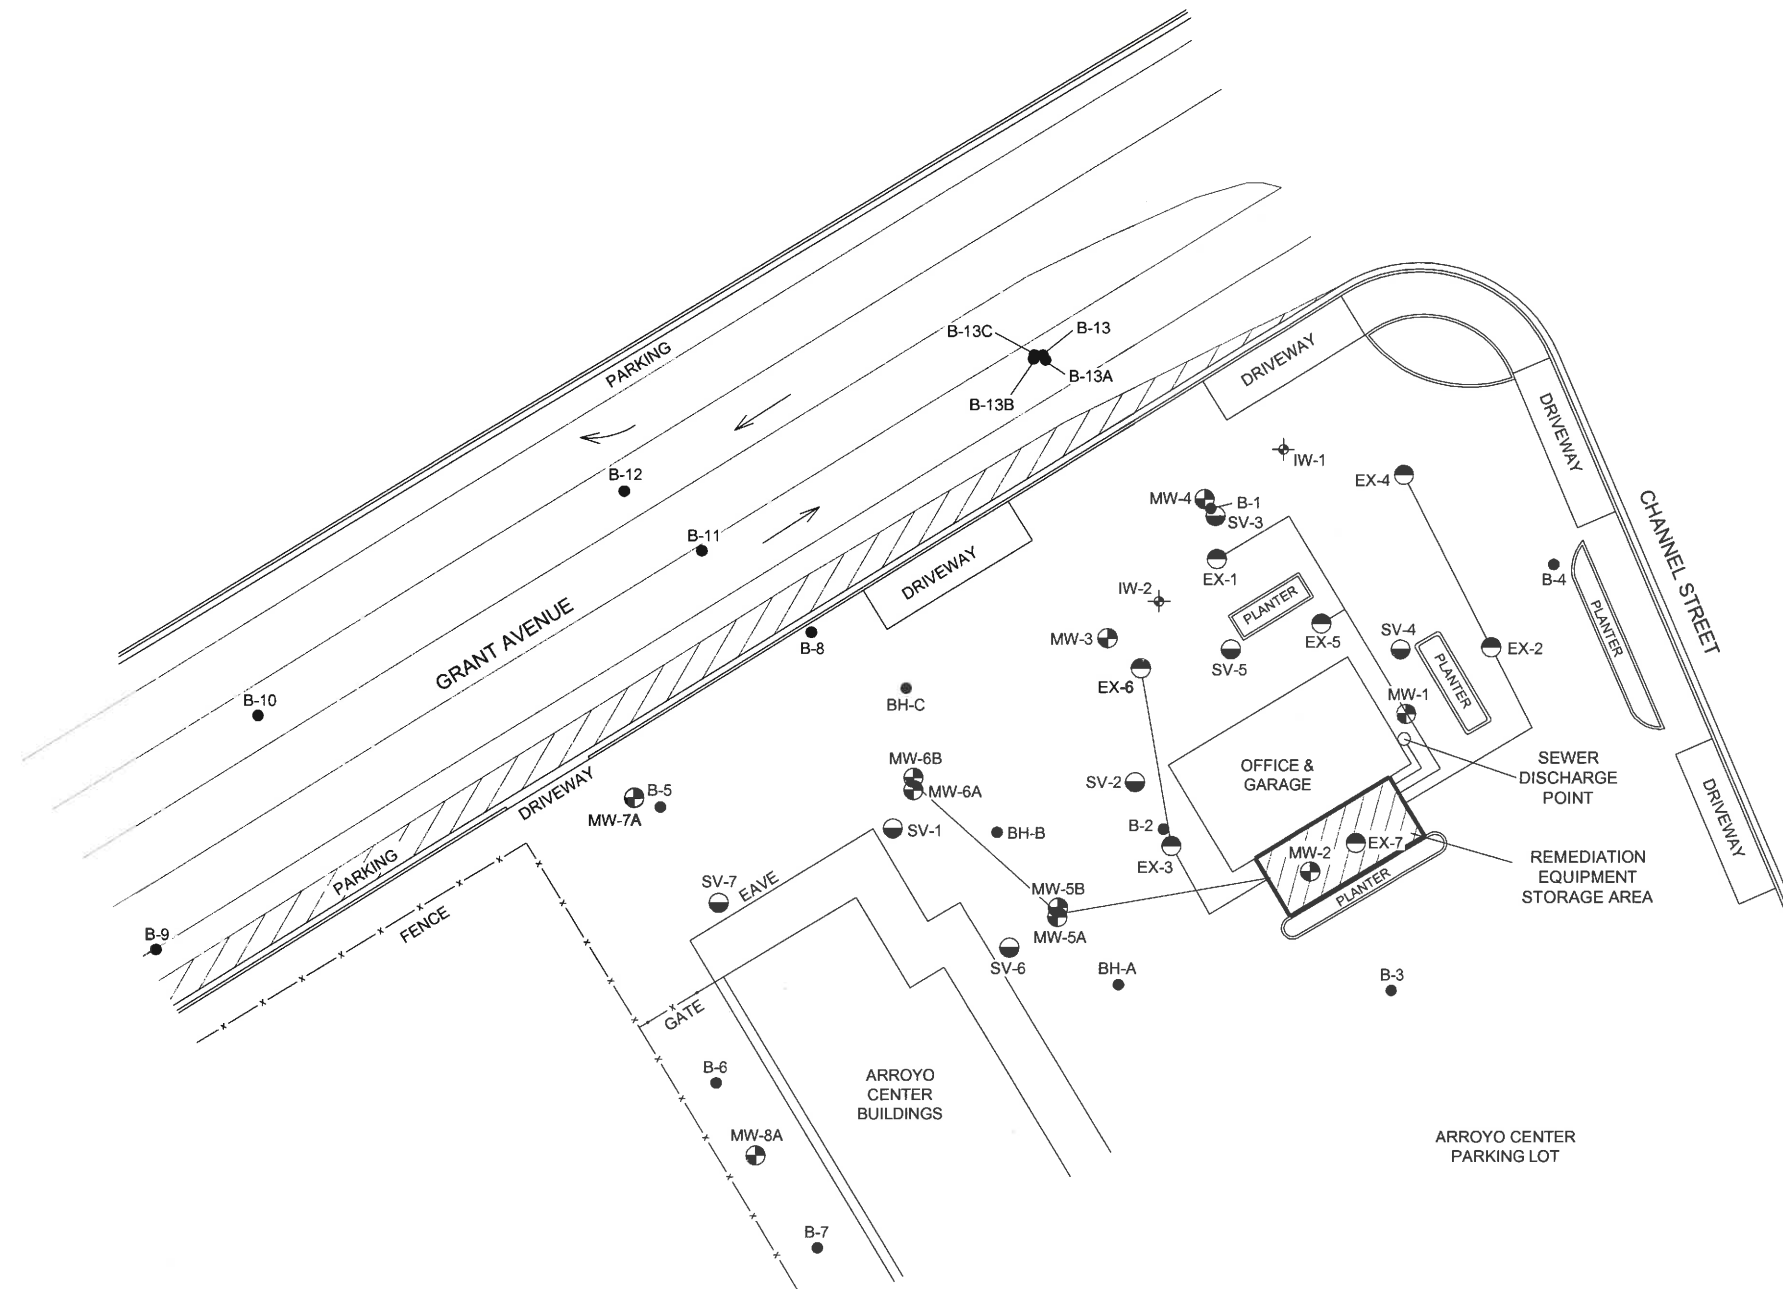 PARKING
B-13C
B-13
B-13A
B-13B
DRIVEWAY
DRIVEWAY
IW-1
EX-4
MW-4
B-1
SV-3
B-12
B-11
CHANNEL STREET
EX-1
DRIVEWAY
B-4
IW-2
PLANTER
PLANTER
GRANT AVENUE
MW-3
B-8
EX-5
SV-4
SV-5
EX-2
EX-6
PLANTER
B-10
BH-C
MW-1
MW-6B
MW-6A
SV-2
OFFICE &
GARAGE
SEWER
DISCHARGE
POINT
DRIVEWAY
B-5
MW-7A
DRIVEWAY
SV-1
BH-B
B-2
EX-3
EX-7
MW-2
PLANTER
REMEDIATION
EQUIPMENT
STORAGE AREA
PARKING
SV-7
EAVE
MW-5B
MW-5A
FENCE
B-9
SV-6
BH-A
B-3
GATE
B-6
ARROYO
CENTER
BUILDINGS
MW-8A
ARROYO CENTER
PARKING LOT
B-7